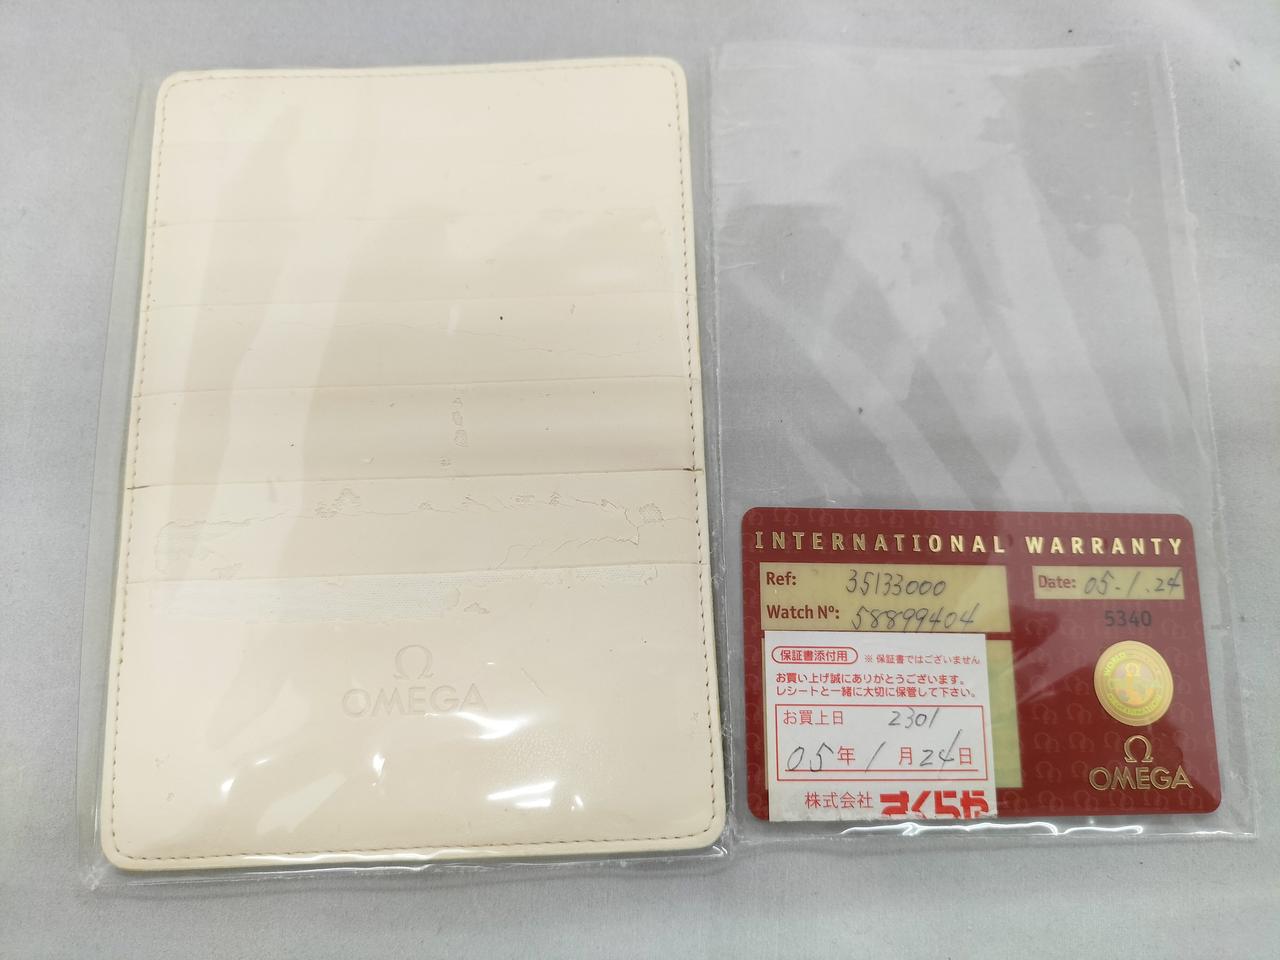 Ω
OMEGA
INTERNATIONAL WARRANTY
Ref: 35133000
Watch Nº: 58899404
Date: 05.1.24
5340
保証書添付用 ※保証書ではございません
お買い上げ誠にありがとうございます。
レシートと一緒に大切に保管して下さい。
お買上日 2301
05年1月24日
株式会社 さくらや
Ω
OMEGA